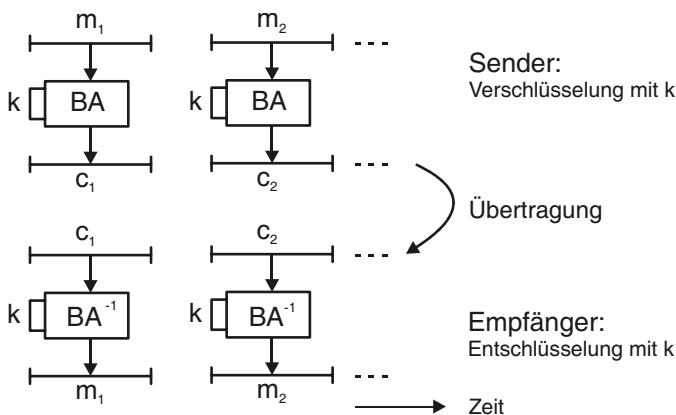 m₁ m₂
Sender:
k BA k BA
Verschlüsselung mit k
c₁ c₂
Übertragung
c₁ c₂
k BA⁻¹ k BA⁻¹
Empfänger:
Entschlüsselung mit k
m₁ m₂
Zeit